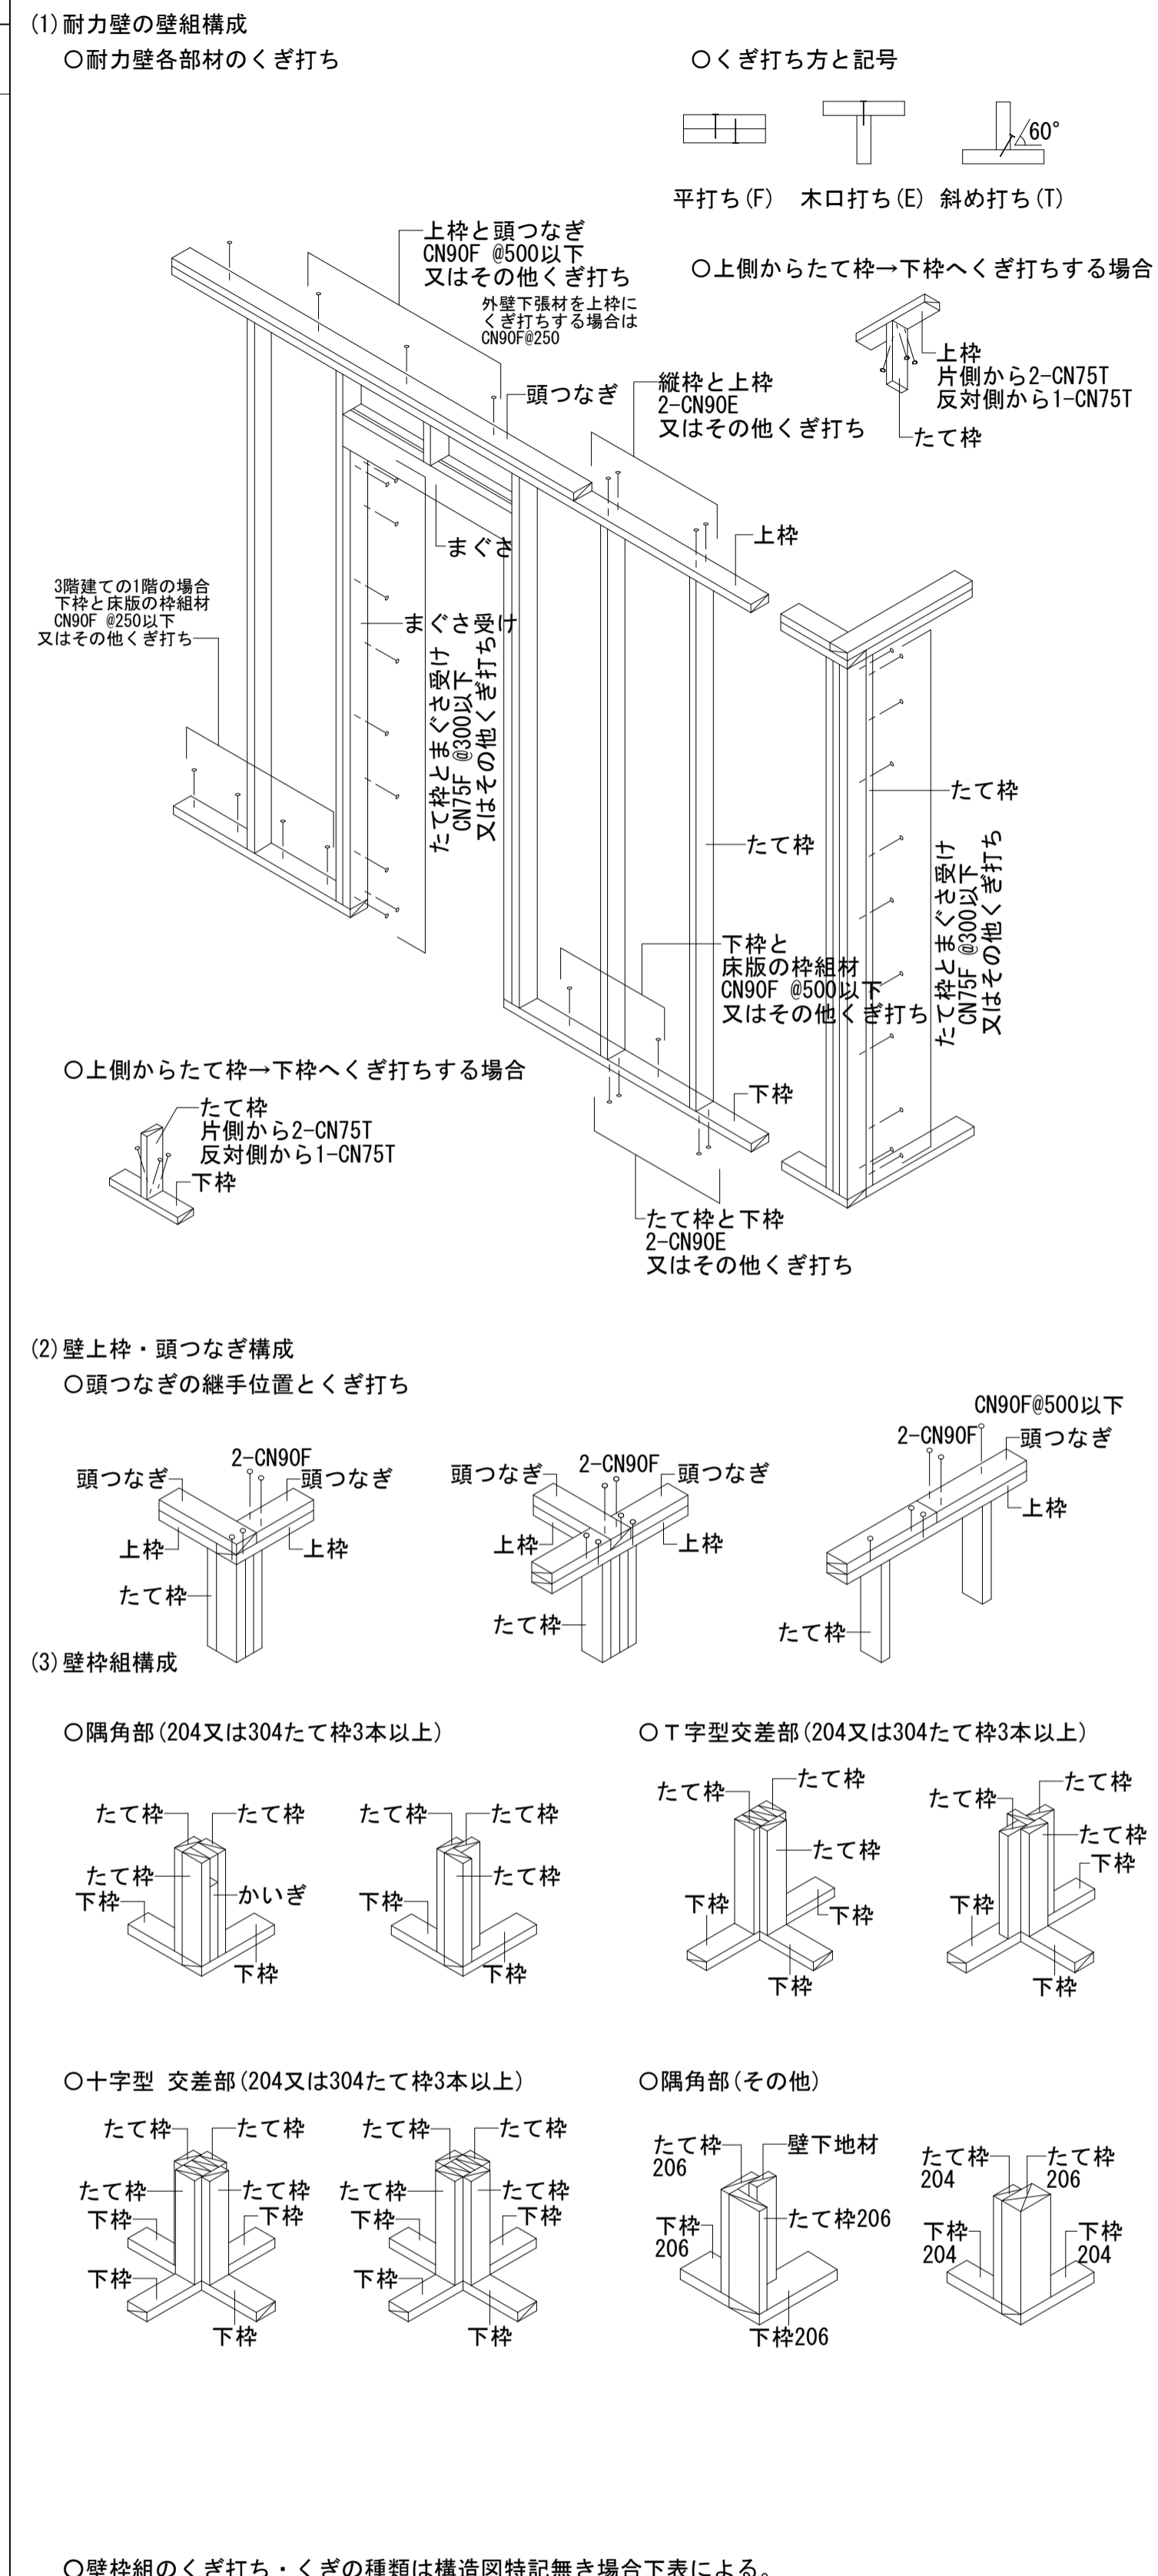 (1)耐力壁の壁組構成
○耐力壁各部材のくぎ打ち
○くぎ打ち方と記号
60°
平打ち(F) 木口打ち(E) 斜め打ち(T)
上枠と頭つなぎ
CN90F @500以下
又はその他くぎ打ち
外壁下張材を上枠に
くぎ打ちする場合は
CN90F@250
○上側からたて枠→下枠へくぎ打ちする場合
上枠
片側から2-CN75T
反対側から1-CN75T
たて枠
頭つなぎ
縦枠と上枠
2-CN90E
又はその他くぎ打ち
上枠
まぐさ
3階建ての1階の場合
下枠と床版の枠組材
CN90F @250以下
又はその他くぎ打ち
まぐさ受け
たて枠とまぐさ受け
CN75F @300以下
又はその他くぎ打ち
たて枠
たて枠
たて枠とまぐさ受け
CN75F @300以下
又はその他くぎ打ち
下枠と
床版の枠組材
CN90F @500以下
又はその他くぎ打ち
○上側からたて枠→下枠へくぎ打ちする場合
たて枠
片側から2-CN75T
反対側から1-CN75T
下枠
下枠
たて枠と下枠
2-CN90E
又はその他くぎ打ち
(2)壁上枠・頭つなぎ構成
○頭つなぎの継手位置とくぎ打ち
2-CN90F
頭つなぎ
頭つなぎ
上枠
上枠
たて枠
2-CN90F
頭つなぎ
頭つなぎ
上枠
上枠
たて枠
CN90F@500以下
2-CN90F
頭つなぎ
上枠
たて枠
(3)壁枠組構成
○隅角部(204又は304たて枠3本以上)
たて枠
たて枠
たて枠
かいぎ
下枠
下枠
たて枠
たて枠
たて枠
下枠
下枠
○T字型交差部(204又は304たて枠3本以上)
たて枠
たて枠
たて枠
下枠
下枠
下枠
たて枠
たて枠
たて枠
下枠
下枠
下枠
○十字型 交差部(204又は304たて枠3本以上)
たて枠
たて枠
たて枠
たて枠
下枠
下枠
下枠
下枠
たて枠
たて枠
たて枠
たて枠
下枠
下枠
下枠
下枠
○隅角部(その他)
たて枠
206
壁下地材
たて枠206
下枠
206
下枠206
たて枠
204
たて枠
206
下枠
204
下枠
204
○壁枠組のくぎ打ち・くぎの種類は構造図特記無き場合下表による。